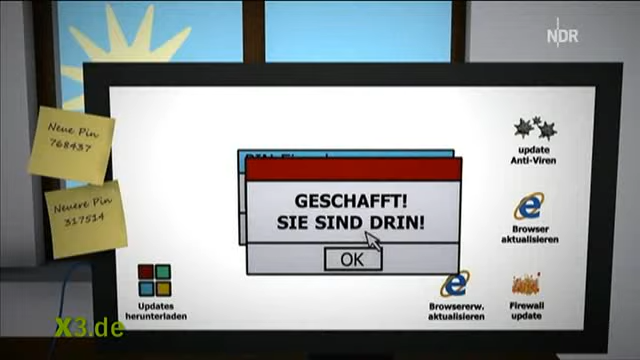 NDR
Neue Pin
768437
Neuere Pin
317514
GESCHAFFT!
SIE SIND DRIN!
OK
update
Anti-Viren
Browser
aktualisieren
Updates
herunterladen
Browsererw.
aktualisieren
Firewall
update
X3.de